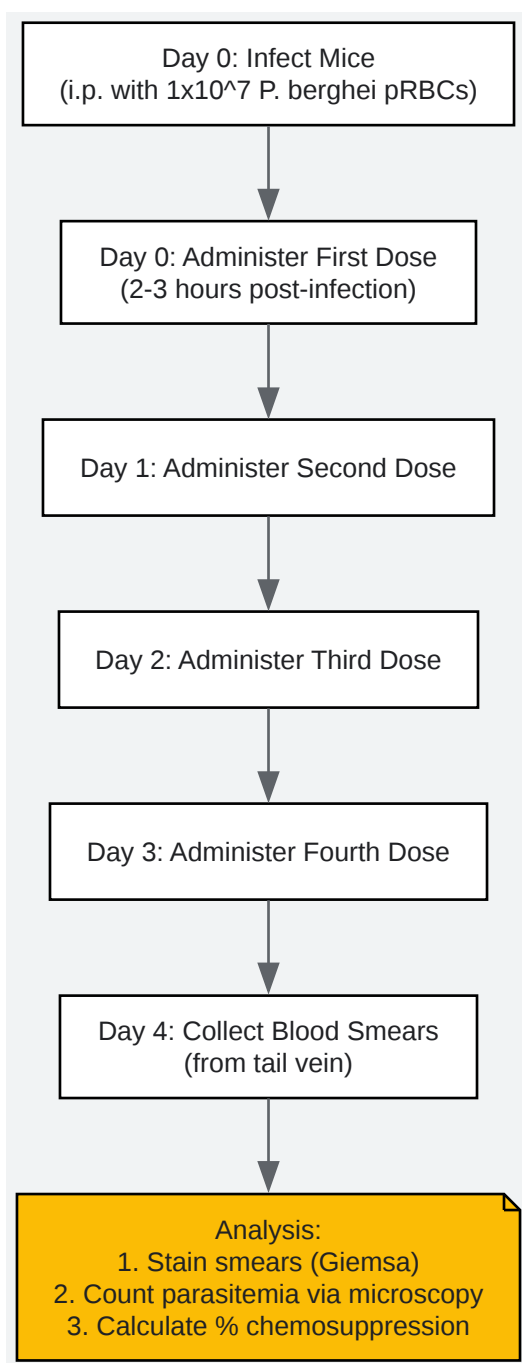 Day 0: Infect Mice
(i.p. with 1x10^7 P. berghei pRBCs)
Day 0: Administer First Dose
(2-3 hours post-infection)
Day 1: Administer Second Dose
Day 2: Administer Third Dose
Day 3: Administer Fourth Dose
Day 4: Collect Blood Smears
(from tail vein)
Analysis:
1. Stain smears (Giemsa)
2. Count parasitemia via microscopy
3. Calculate % chemosuppression